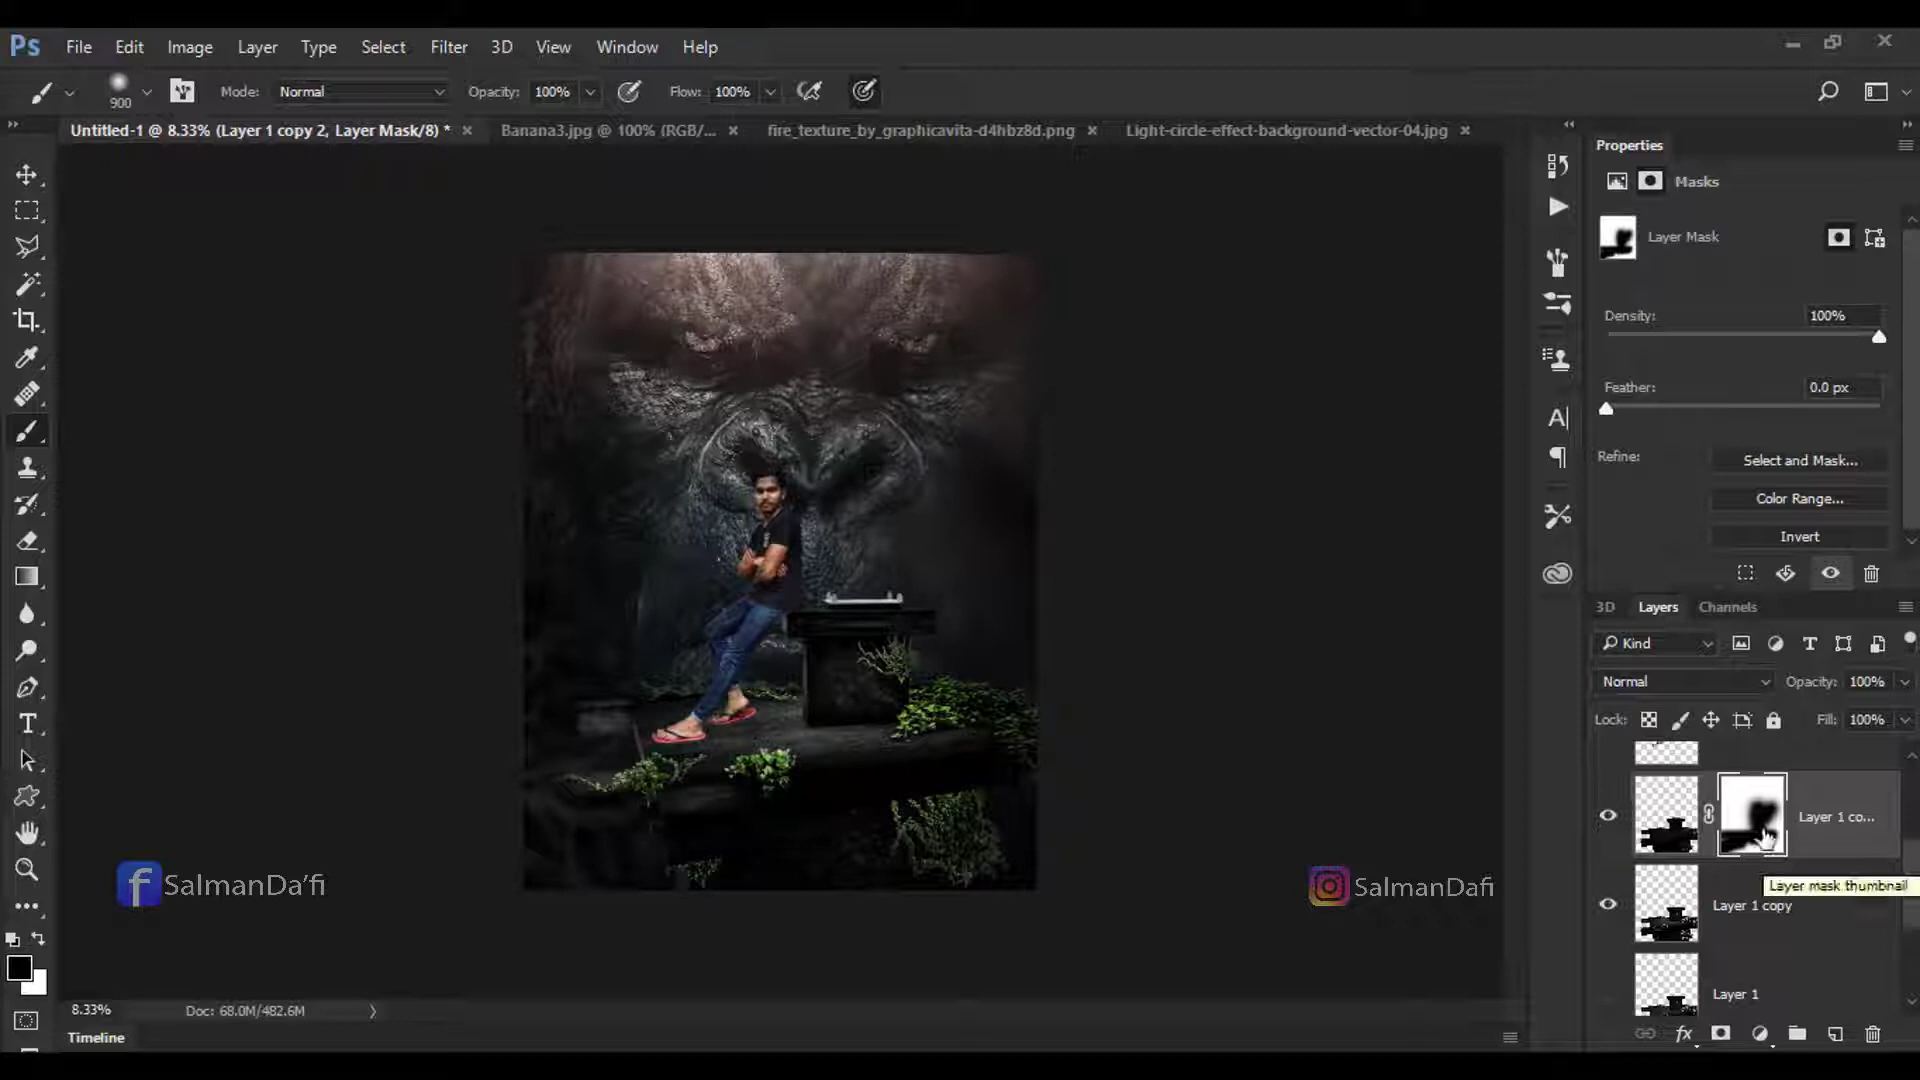 Ps File Edit Image Layer Type Select Filter 3D View Window Help
900 Mode: Normal Opacity: 100% Flow: 100%
Untitled-1 @ 8.33% (Layer 1 copy 2, Layer Mask/8) * Banana3.jpg @ 100% (RGB/... fire_texture_by_graphicavita-d4hbz8d.png Light-circle-effect-background-vector-04.jpg
Properties
Masks
Layer Mask
Density: 100%
Feather: 0.0 px
Refine: Select and Mask...
Color Range...
Invert
3D Layers Channels
Kind
Normal Opacity: 100%
Lock: Fill: 100%
Layer 1 co...
Layer mask thumbnail
Layer 1 copy
Layer 1
SalmanDa'fi
SalmanDafi
8.33% Doc: 68.0M/482.6M
Timeline